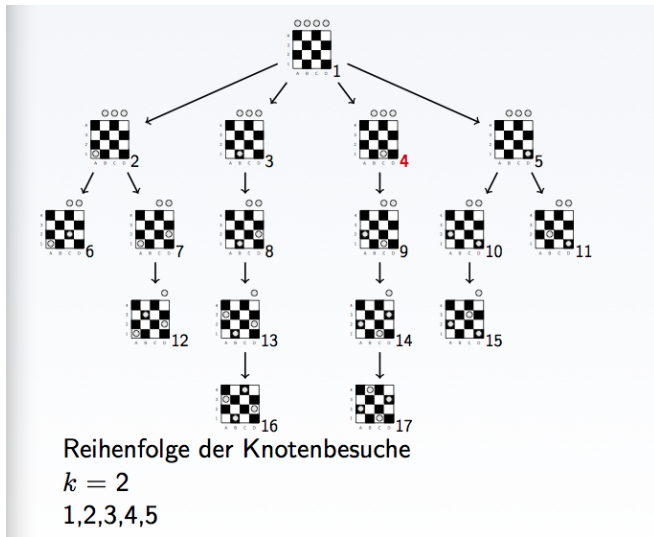 1
2 3 4 5
6 7 8 9 10 11
12 13 14 15
16 17
Reihenfolge der Knotenbesuche
k = 2
1,2,3,4,5